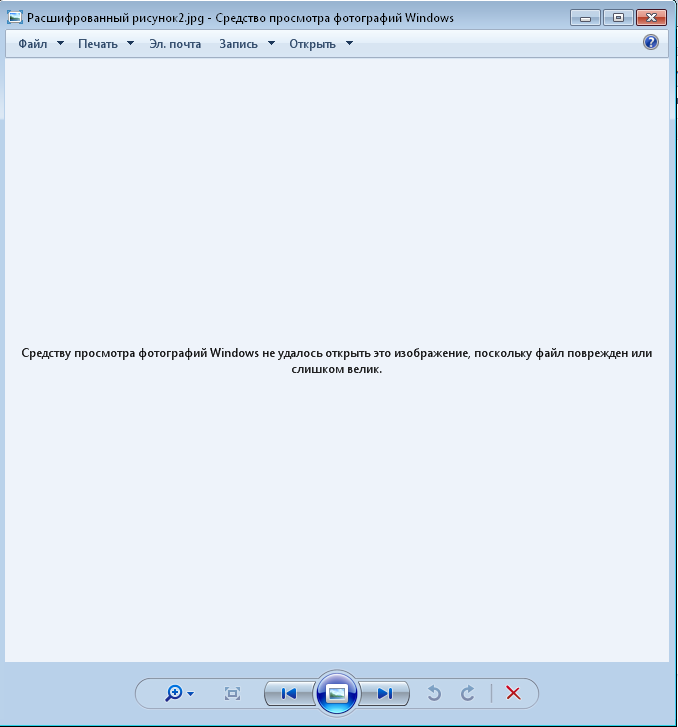 Расшифрованный рисунок2.jpg - Средство просмотра фотографий Windows
Файл Печать Эл. почта Запись Открыть
Средству просмотра фотографий Windows не удалось открыть это изображение, поскольку файл поврежден или
слишком велик.